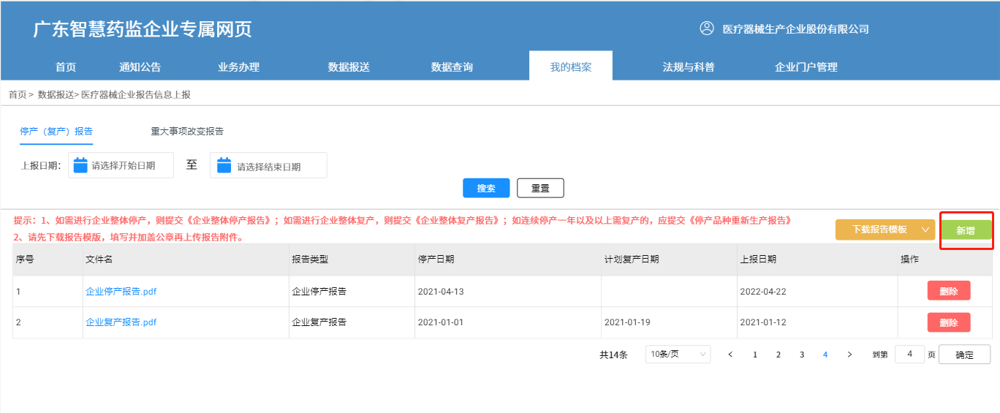 广东智慧药监企业专属网页
医疗器械生产企业股份有限公司
首页 通知公告 业务办理 数据报送 数据查询 我的档案 法规与科普 企业门户管理
首页 > 数据报送> 医疗器械企业报告信息上报
停产（复产）报告 重大事项改变报告
上报日期： 请选择开始日期 至 请选择结束日期
搜索 重置
提示：1、如需进行企业整体停产，则提交《企业整体停产报告》；如需进行企业整体复产，则提交《企业整体复产报告》；如连续停产一年以及以上需复产的，应提交《停产品种重新生产报告》
下载报告模板 新增
2、请先下载报告模版，填写并加盖公章再上传报告附件。
序号 文件名 报告类型 停产日期 计划复产日期 上报日期 操作
1 企业停产报告.pdf 企业停产报告 2021-04-13 2022-04-22 删除
2 企业复产报告.pdf 企业复产报告 2021-01-01 2021-01-19 2021-01-12 删除
共14条 10条/页 < 1 2 3 4 > 到第 4 页 确定